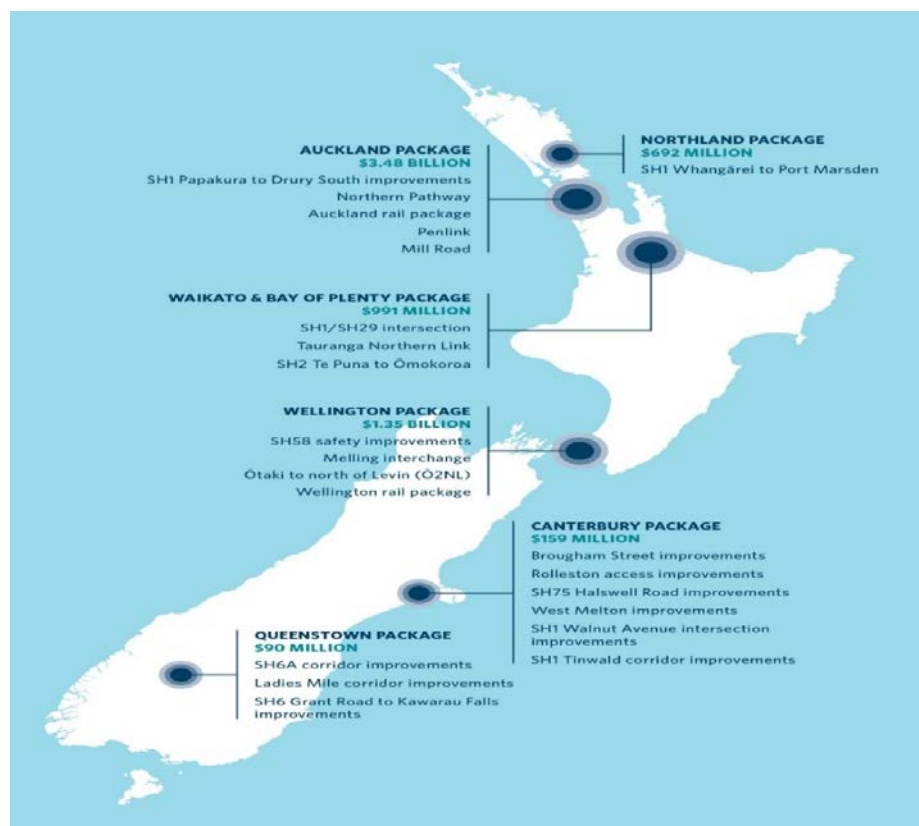 NORTHLAND PACKAGE
$692 MILLION
SH1 Whangārei to Port Marsden
AUCKLAND PACKAGE
$3.48 BILLION
SH1 Papakura to Drury South improvements
Northern Pathway
Auckland rail package
Penlink
Mill Road
WAIKATO & BAY OF PLENTY PACKAGE
$991 MILLION
SH1/SH29 intersection
Tauranga Northern Link
SH2 Te Puna to Ōmokoroa
WELLINGTON PACKAGE
$1.35 BILLION
SH58 safety improvements
Melling interchange
Ōtaki to north of Levin (Ō2NL)
Wellington rail package
CANTERBURY PACKAGE
$159 MILLION
Brougham Street improvements
Rolleston access improvements
SH75 Halswell Road improvements
West Melton improvements
SH1 Walnut Avenue intersection
improvements
SH1 Tinwald corridor improvements
QUEENSTOWN PACKAGE
$90 MILLION
SH6A corridor improvements
Ladies Mile corridor improvements
SH6 Grant Road to Kawarau Falls
improvements